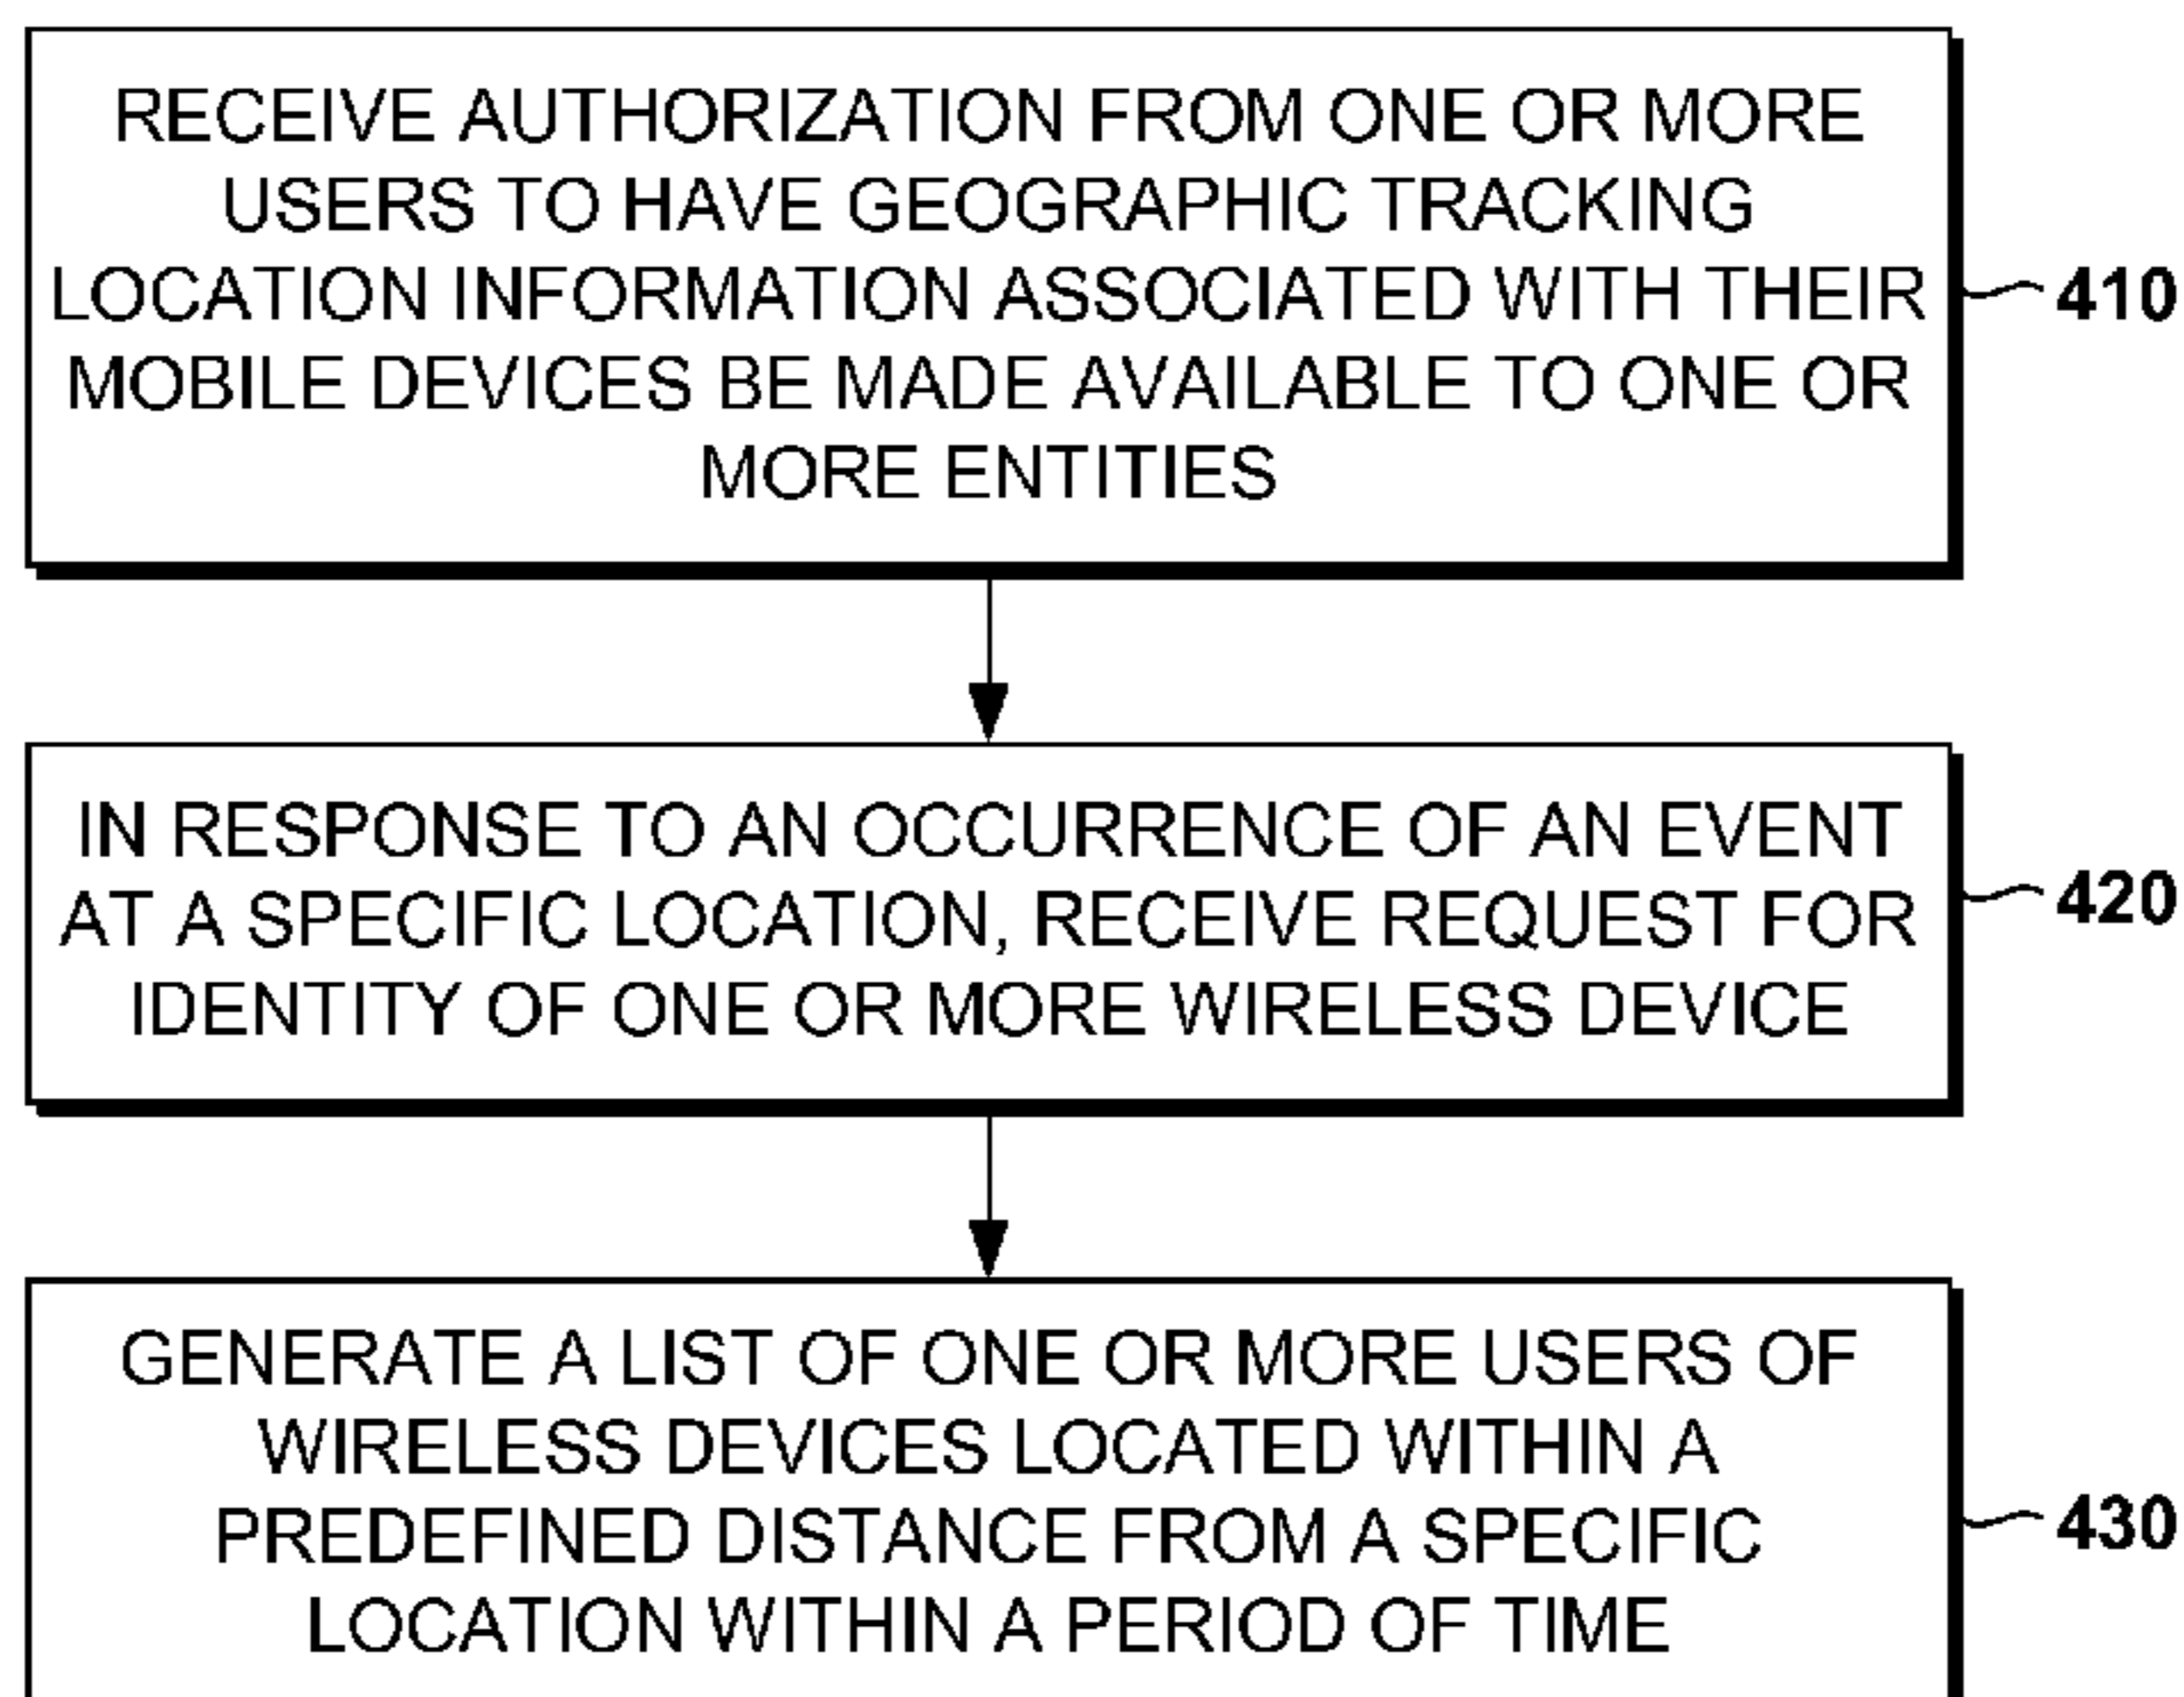 RECEIVE AUTHORIZATION FROM ONE OR MORE
USERS TO HAVE GEOGRAPHIC TRACKING
LOCATION INFORMATION ASSOCIATED WITH THEIR
MOBILE DEVICES BE MADE AVAILABLE TO ONE OR
MORE ENTITIES
410
IN RESPONSE TO AN OCCURRENCE OF AN EVENT
AT A SPECIFIC LOCATION, RECEIVE REQUEST FOR
IDENTITY OF ONE OR MORE WIRELESS DEVICE
420
GENERATE A LIST OF ONE OR MORE USERS OF
WIRELESS DEVICES LOCATED WITHIN A
PREDEFINED DISTANCE FROM A SPECIFIC
LOCATION WITHIN A PERIOD OF TIME
430